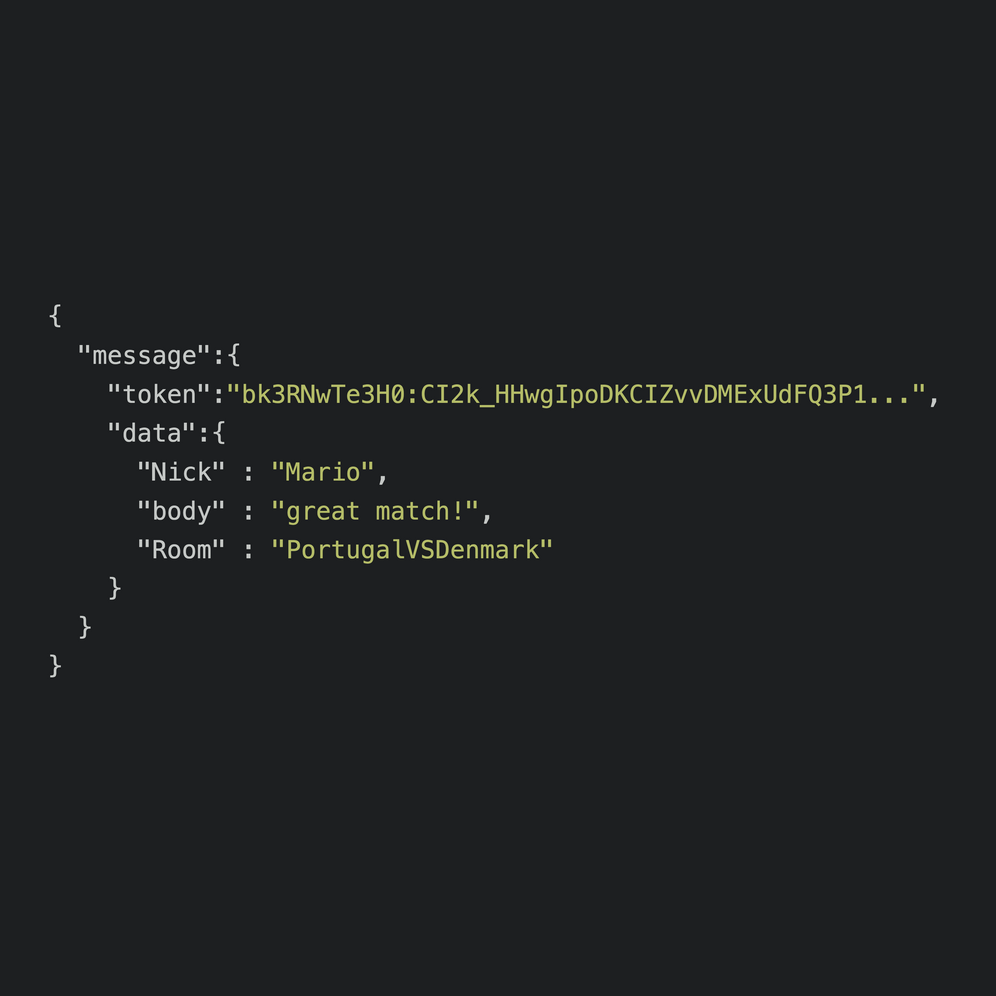 {
  "message":{
    "token":"bk3RNwTe3H0:CI2k_HHwgIpoDKCIZvvDMExUdFQ3P1...",
    "data":{
      "Nick" : "Mario",
      "body" : "great match!",
      "Room" : "PortugalVSDenmark"
    }
  }
}